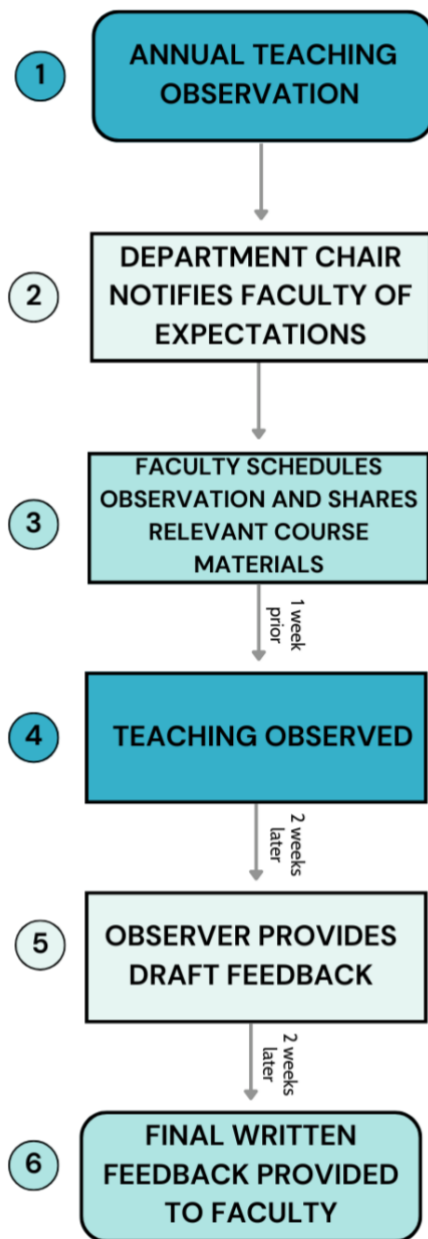 1
ANNUAL TEACHING
OBSERVATION
2
DEPARTMENT CHAIR
NOTIFIES FACULTY OF
EXPECTATIONS
3
FACULTY SCHEDULES
OBSERVATION AND SHARES
RELEVANT COURSE
MATERIALS
1 week
prior
4
TEACHING OBSERVED
2 weeks
later
5
OBSERVER PROVIDES
DRAFT FEEDBACK
2 weeks
later
6
FINAL WRITTEN
FEEDBACK PROVIDED
TO FACULTY